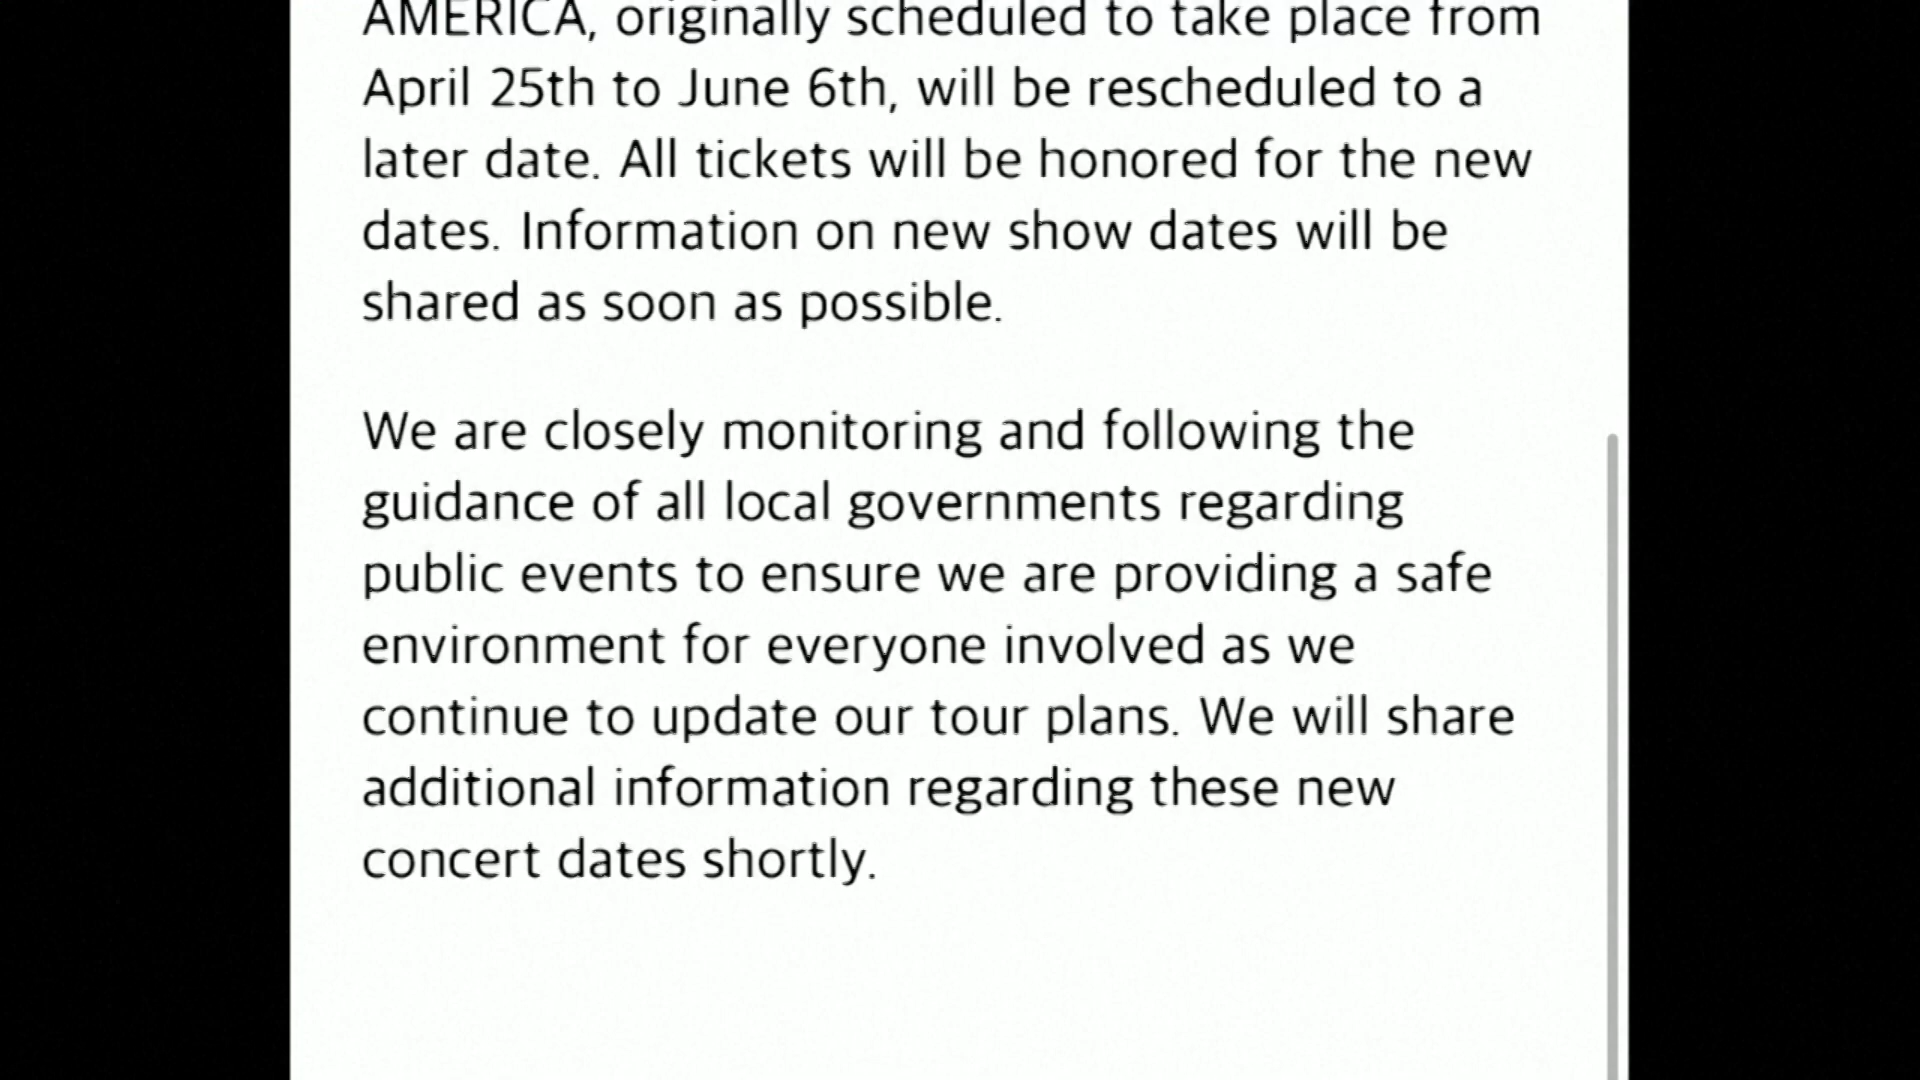 AMERICA, originally scheduled to take place from
April 25th to June 6th, will be rescheduled to a
later date. All tickets will be honored for the new
dates. Information on new show dates will be
shared as soon as possible.
We are closely monitoring and following the
guidance of all local governments regarding
public events to ensure we are providing a safe
environment for everyone involved as we
continue to update our tour plans. We will share
additional information regarding these new
concert dates shortly.